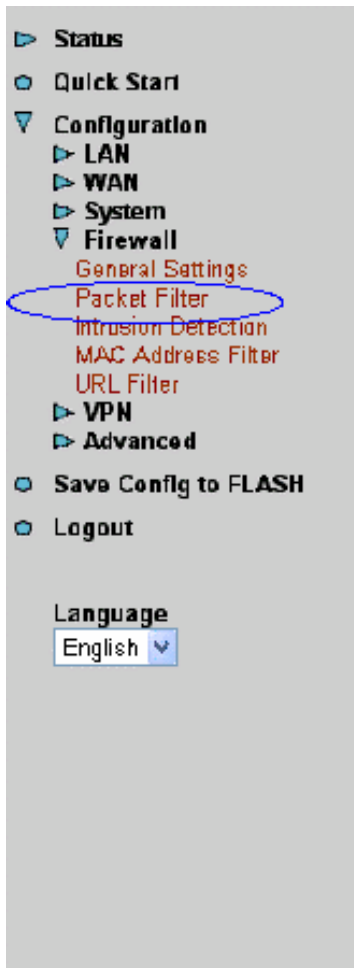 Status
Quick Start
Configuration
LAN
WAN
System
Firewall
General Settings
Packet Filter
Intrusion Detection
MAC Address Filter
URL Filter
VPN
Advanced
Save Config to FLASH
Logout
Language
English